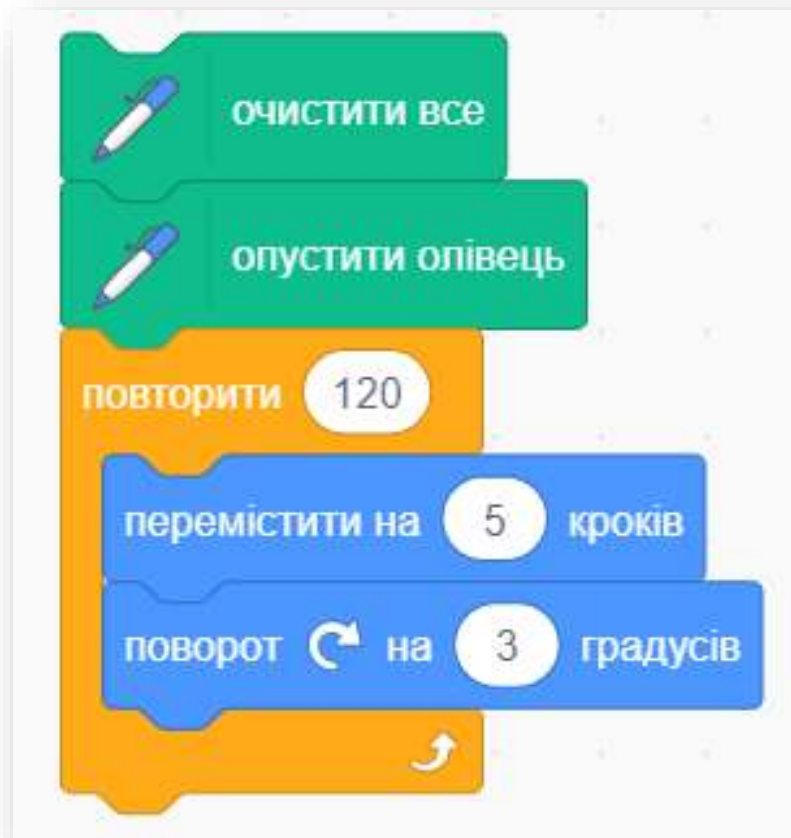 очистити все
опустити олівець
повторити 120
перемістити на 5 кроків
поворот на 3 градусів